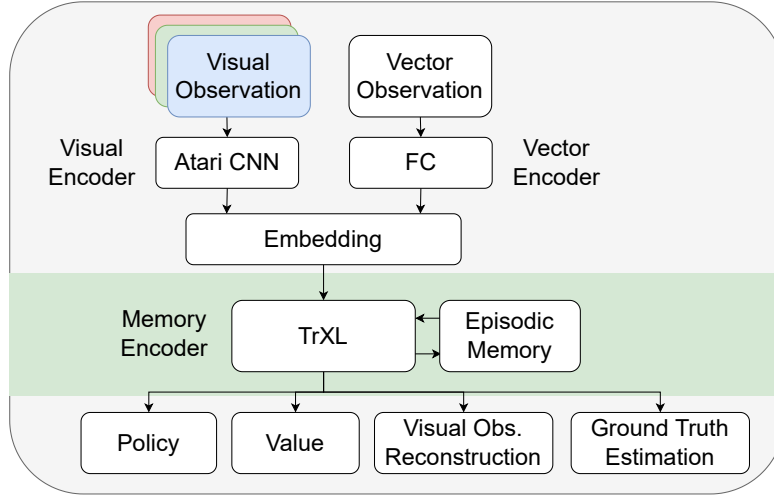 Visual
Observation
Vector
Observation
Visual
Encoder
Atari CNN
FC
Vector
Encoder
Embedding
Memory
Encoder
TrXL
Episodic
Memory
Policy
Value
Visual Obs.
Reconstruction
Ground Truth
Estimation